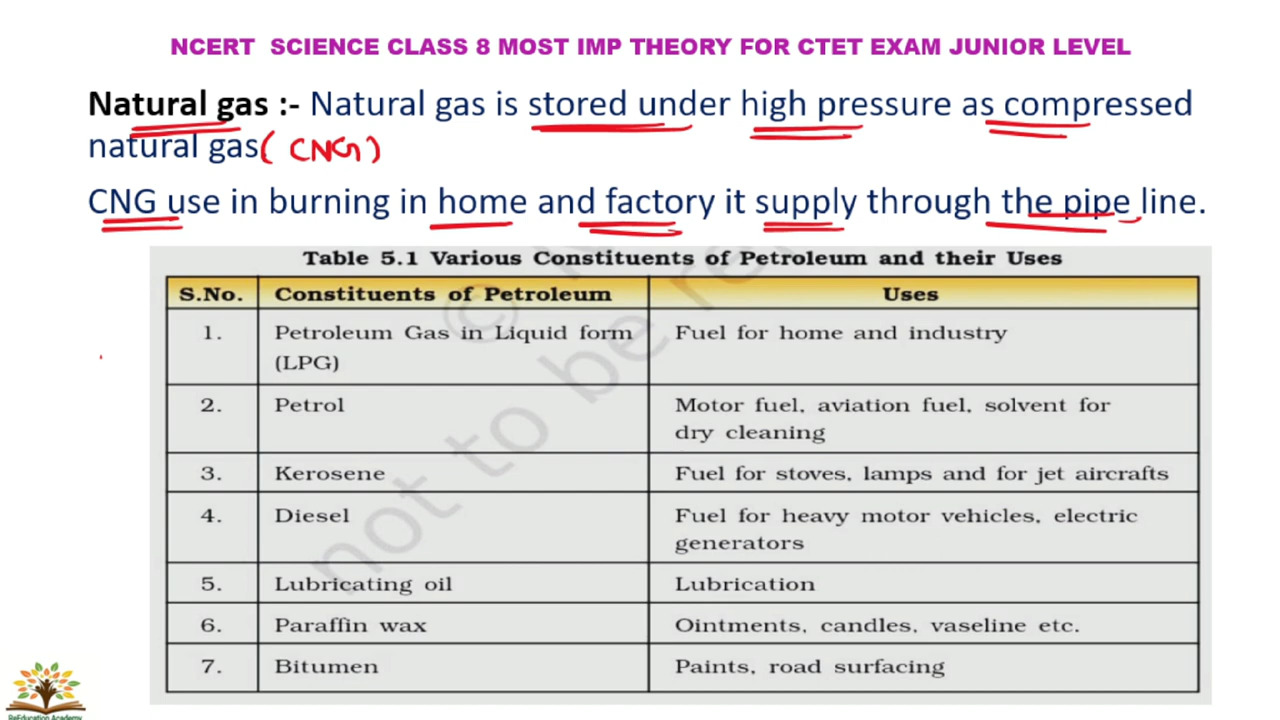 NCERT SCIENCE CLASS 8 MOST IMP THEORY FOR CTET EXAM JUNIOR LEVEL
Natural gas :- Natural gas is stored under high pressure as compressed
natural gas( CNG)
CNG use in burning in home and factory it supply through the pipe line.
Table 5.1 Various Constituents of Petroleum and their Uses
S.No. Constituents of Petroleum Uses
1. Petroleum Gas in Liquid form Fuel for home and industry
(LPG)
2. Petrol Motor fuel, aviation fuel, solvent for
dry cleaning
3. Kerosene Fuel for stoves, lamps and for jet aircrafts
4. Diesel Fuel for heavy motor vehicles, electric
generators
5. Lubricating oil Lubrication
6. Paraffin wax Ointments, candles, vaseline etc.
7. Bitumen Paints, road surfacing
not to be re
©